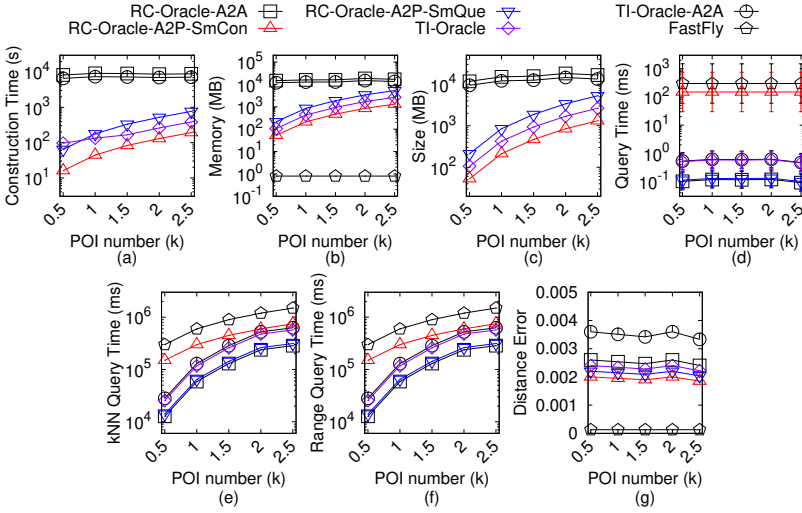 RC-Oracle-A2A RC-Oracle-A2P-SmQue TI-Oracle-A2A
RC-Oracle-A2P-SmCon TI-Oracle FastFly
Construction Time (s)
10^4
10^3
10^2
10^1
0.5 1 1.5 2 2.5
POI number (k)
(a)
Memory (MB)
10^5
10^4
10^3
10^2
10^1
10^0
10^-1
0.5 1 1.5 2 2.5
POI number (k)
(b)
Size (MB)
10^4
10^3
10^2
0.5 1 1.5 2 2.5
POI number (k)
(c)
Query Time (ms)
10^3
10^2
10^1
10^0
10^-1
0.5 1 1.5 2 2.5
POI number (k)
(d)
kNN Query Time (ms)
10^6
10^5
10^4
0.5 1 1.5 2 2.5
POI number (k)
(e)
Range Query Time (ms)
10^6
10^5
10^4
0.5 1 1.5 2 2.5
POI number (k)
(f)
Distance Error
0.005
0.004
0.003
0.002
0.001
0
0.5 1 1.5 2 2.5
POI number (k)
(g)